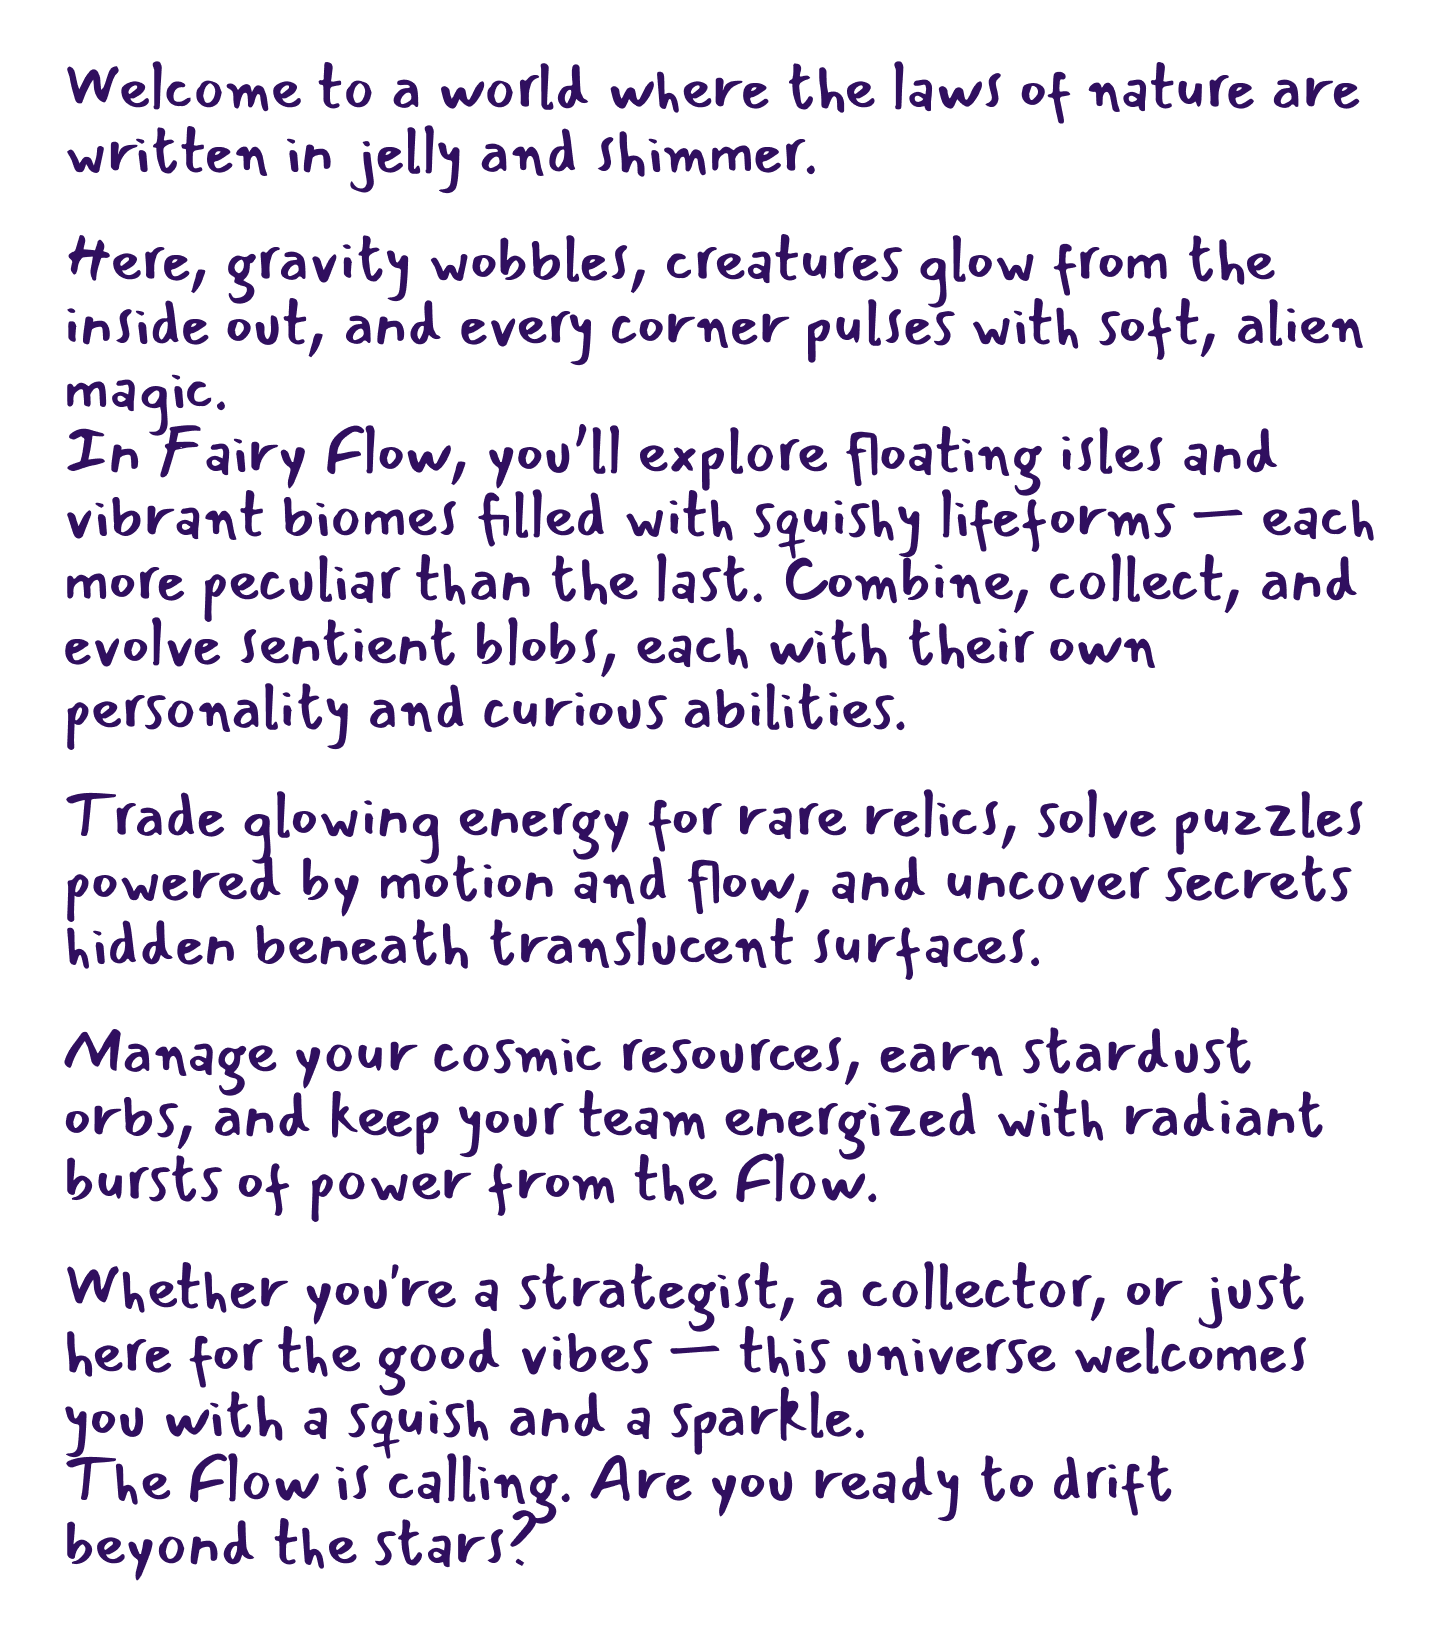 Welcome to a world where the laws of nature are
written in jelly and shimmer.
Here, gravity wobbles, creatures glow from the
inside out, and every corner pulses with soft, alien
magic.
In Fairy Flow, you'll explore floating isles and
vibrant biomes filled with squishy lifeforms — each
more peculiar than the last. Combine, collect, and
evolve sentient blobs, each with their own
personality and curious abilities.
Trade glowing energy for rare relics, solve puzzles
powered by motion and flow, and uncover secrets
hidden beneath translucent surfaces.
Manage your cosmic resources, earn stardust
orbs, and keep your team energized with radiant
bursts of power from the Flow.
Whether you're a strategist, a collector, or just
here for the good vibes — this universe welcomes
you with a squish and a sparkle.
The Flow is calling. Are you ready to drift
beyond the stars?